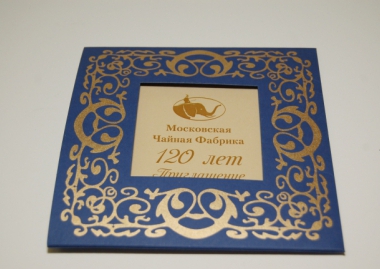 Московская
Чайная Фабрика
120 лет
Приглашение